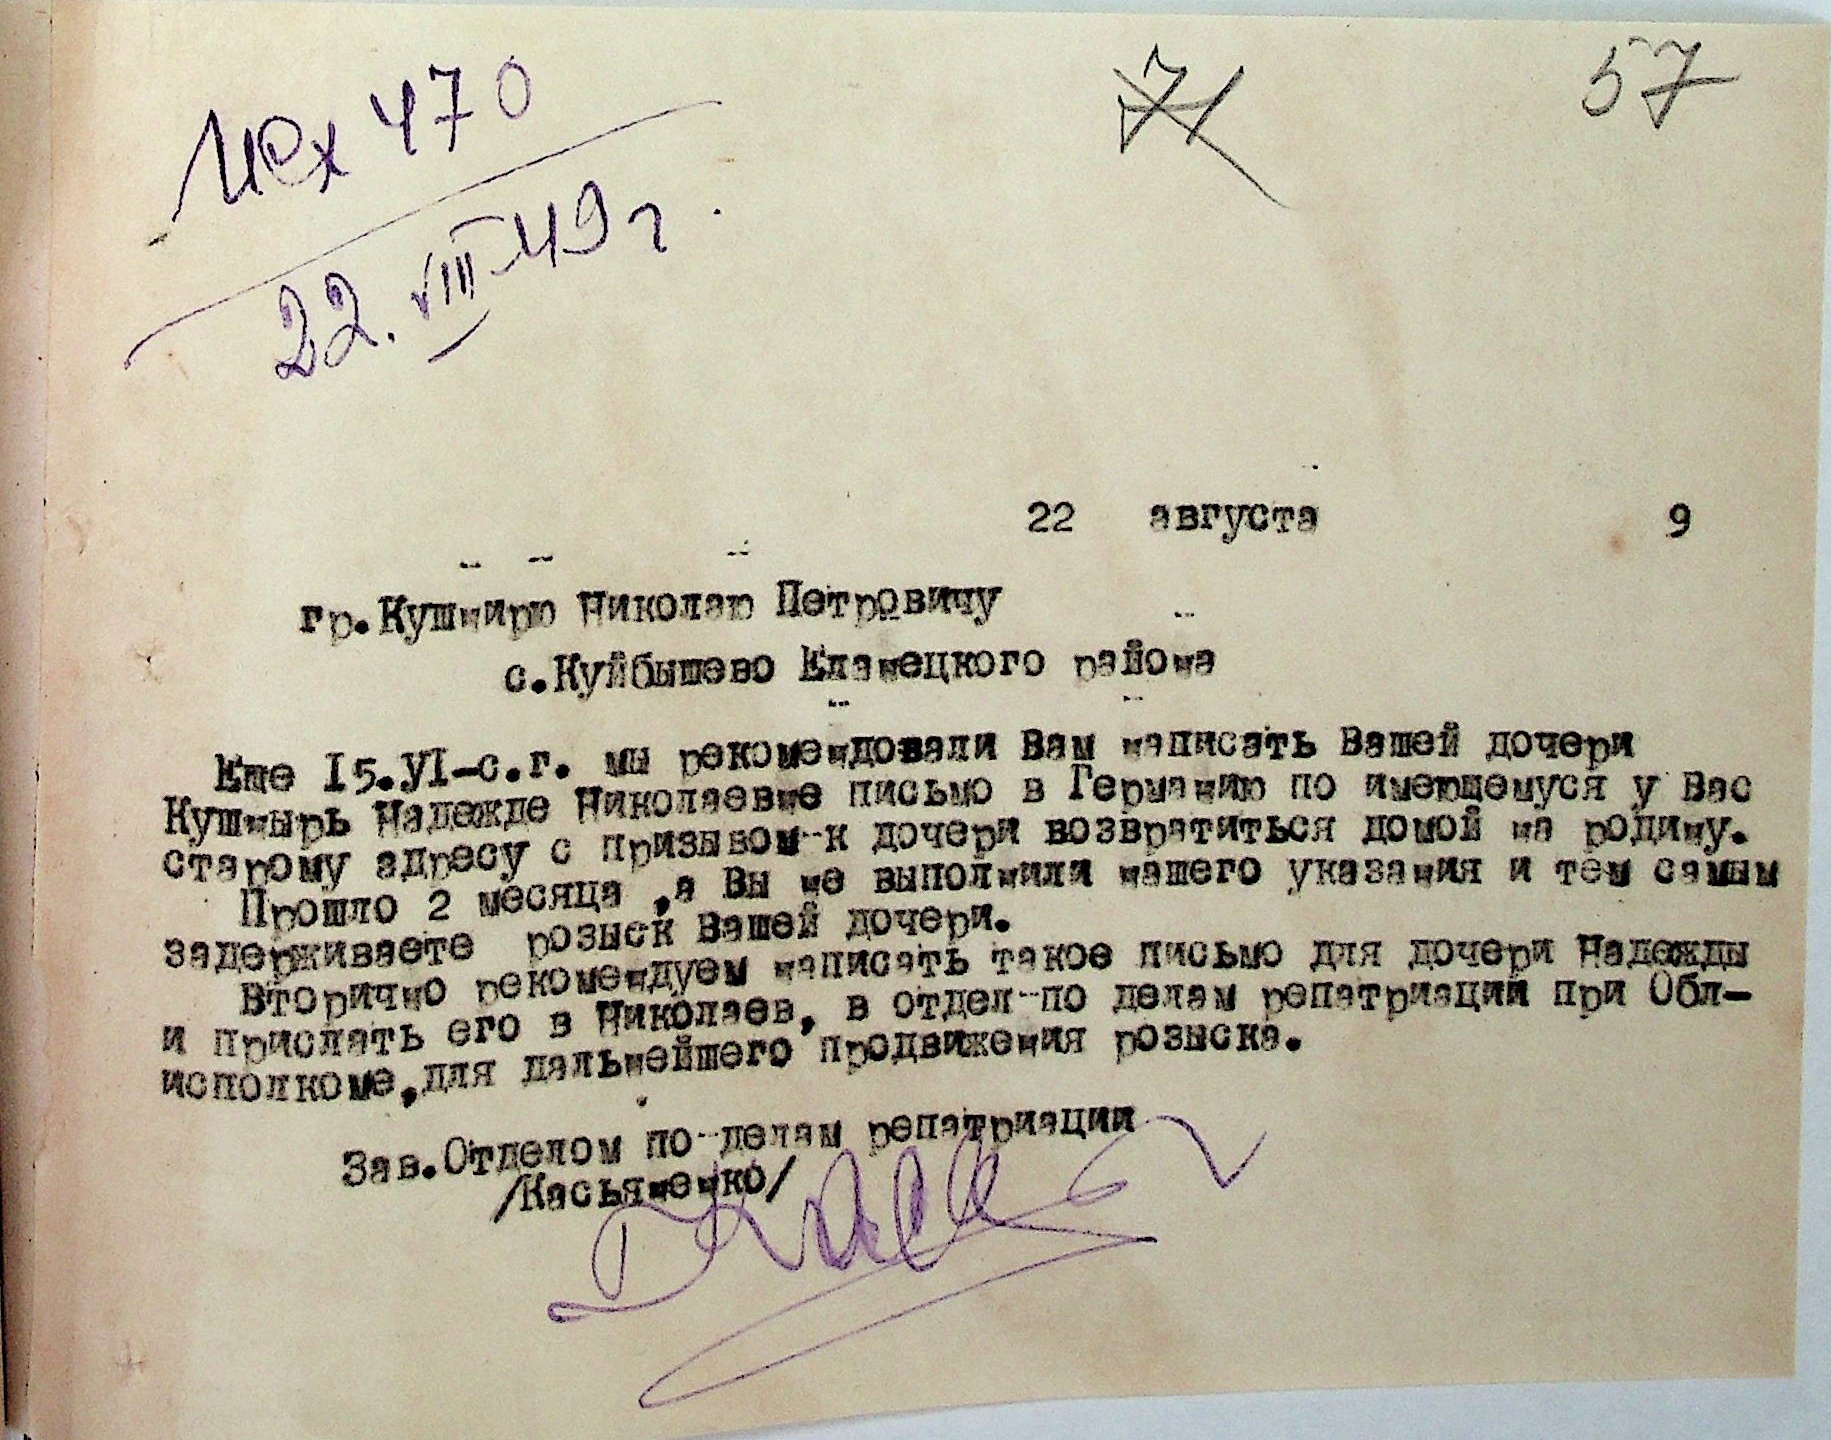 Исх 470
71
57
22.VIII-49 г.
22 августа 9
гр.Кушниру Николаю Петровичу
с.Куйбышево Еланецкого района
Еще I5.УI-с.г. мы рекомендовали Вам написать Вашей дочери
Кушнырь Надежде Николаевне письмо в Германию по имеющемуся у Вас
старому адресу с призывом к дочери возвратиться домой на родину.
Прошло 2 месяца ,а Вы не выполнили нашего указания и тем самым
задерживаете розыск Вашей дочери.
Вторично рекомендуем написать такое письмо для дочери Надежды
и прислать его в Николаев, в отдел по делам репатриации при Обл-
исполкоме,для дальнейшего продвижения розыска.
Зав.Отделом по делам репатриации
/Касьяненко/